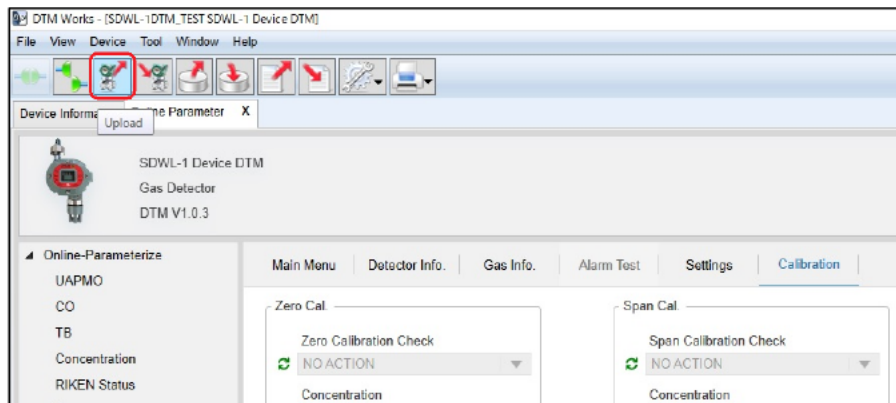 DTM Works - [SDWL-1DTM_TEST SDWL-1 Device DTM]
File View Device Tool Window Help
Device Informa Parameter X
Upload
SDWL-1 Device DTM
Gas Detector
DTM V1.0.3
Online-Parameterize
UAPMO
CO
TB
Concentration
RIKEN Status
Main Menu Detector Info. Gas Info. Alarm Test Settings Calibration
Zero Cal.
Zero Calibration Check
NO ACTION
Concentration
Span Cal.
Span Calibration Check
NO ACTION
Concentration